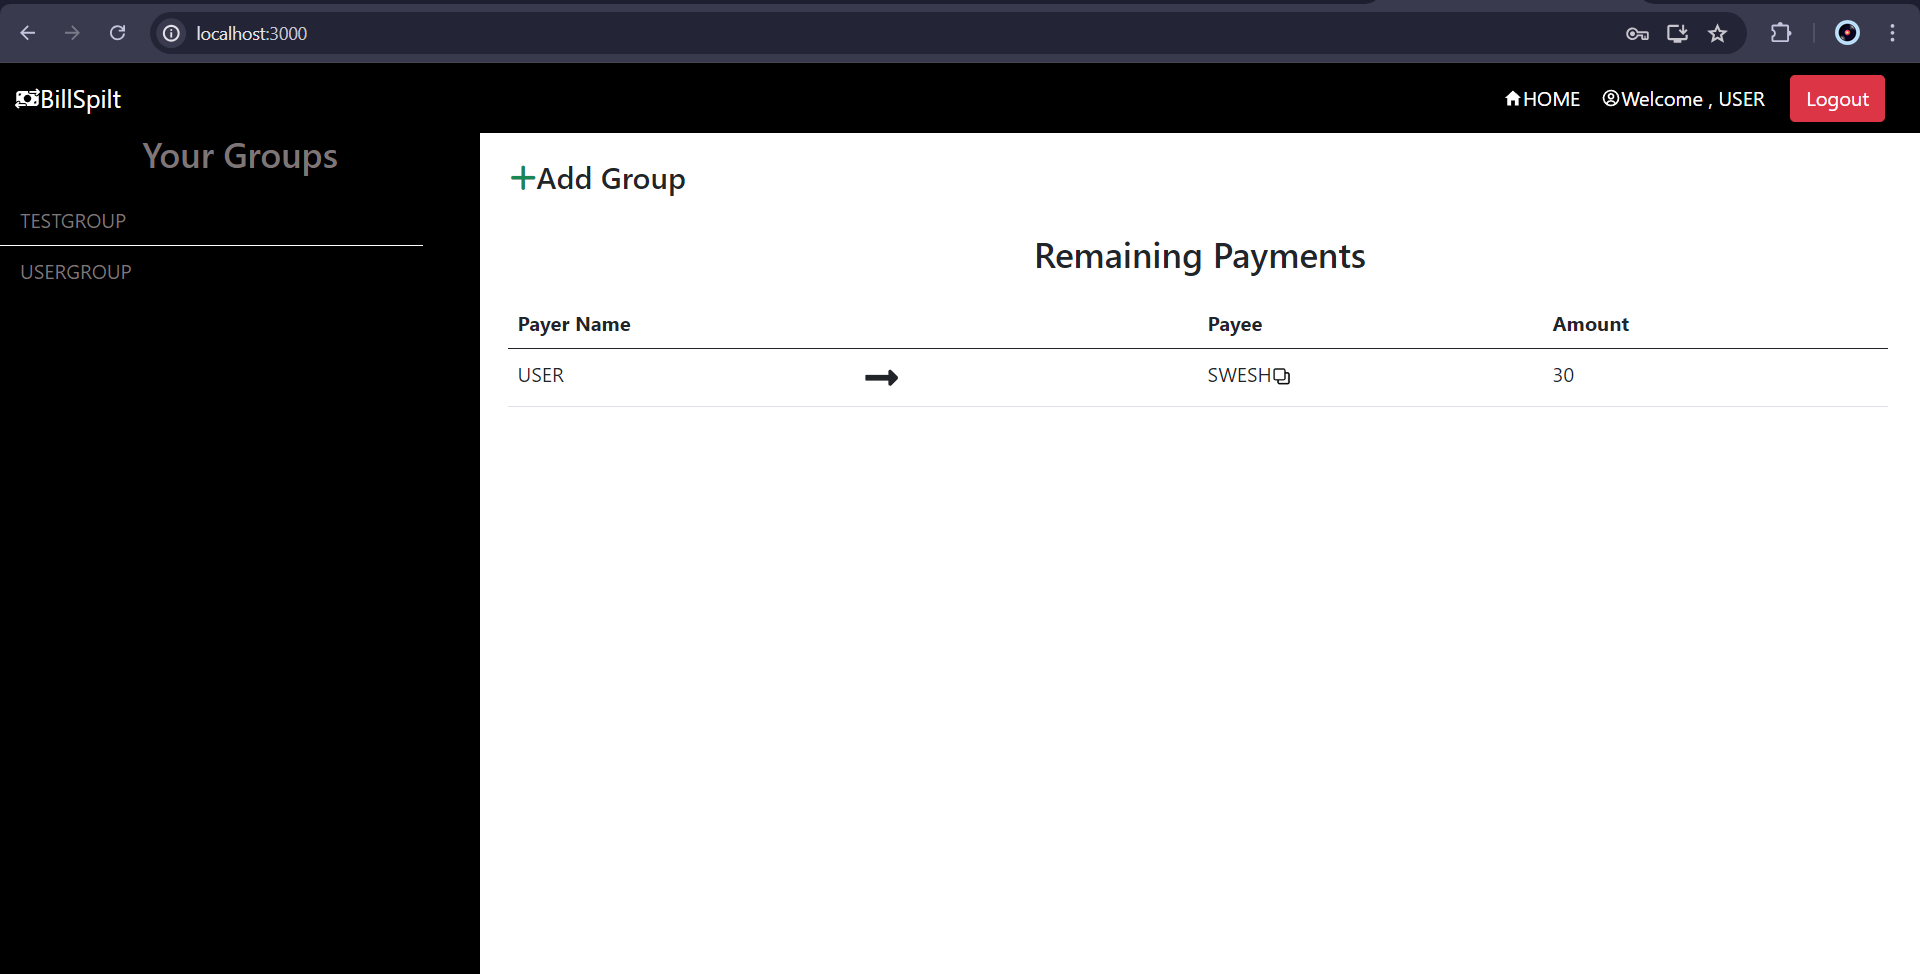 localhost:3000
BillSpilt
HOME Welcome , USER Logout
Your Groups
TESTGROUP
USERGROUP
Add Group
Remaining Payments
Payer Name Payee Amount
USER SWESH 30